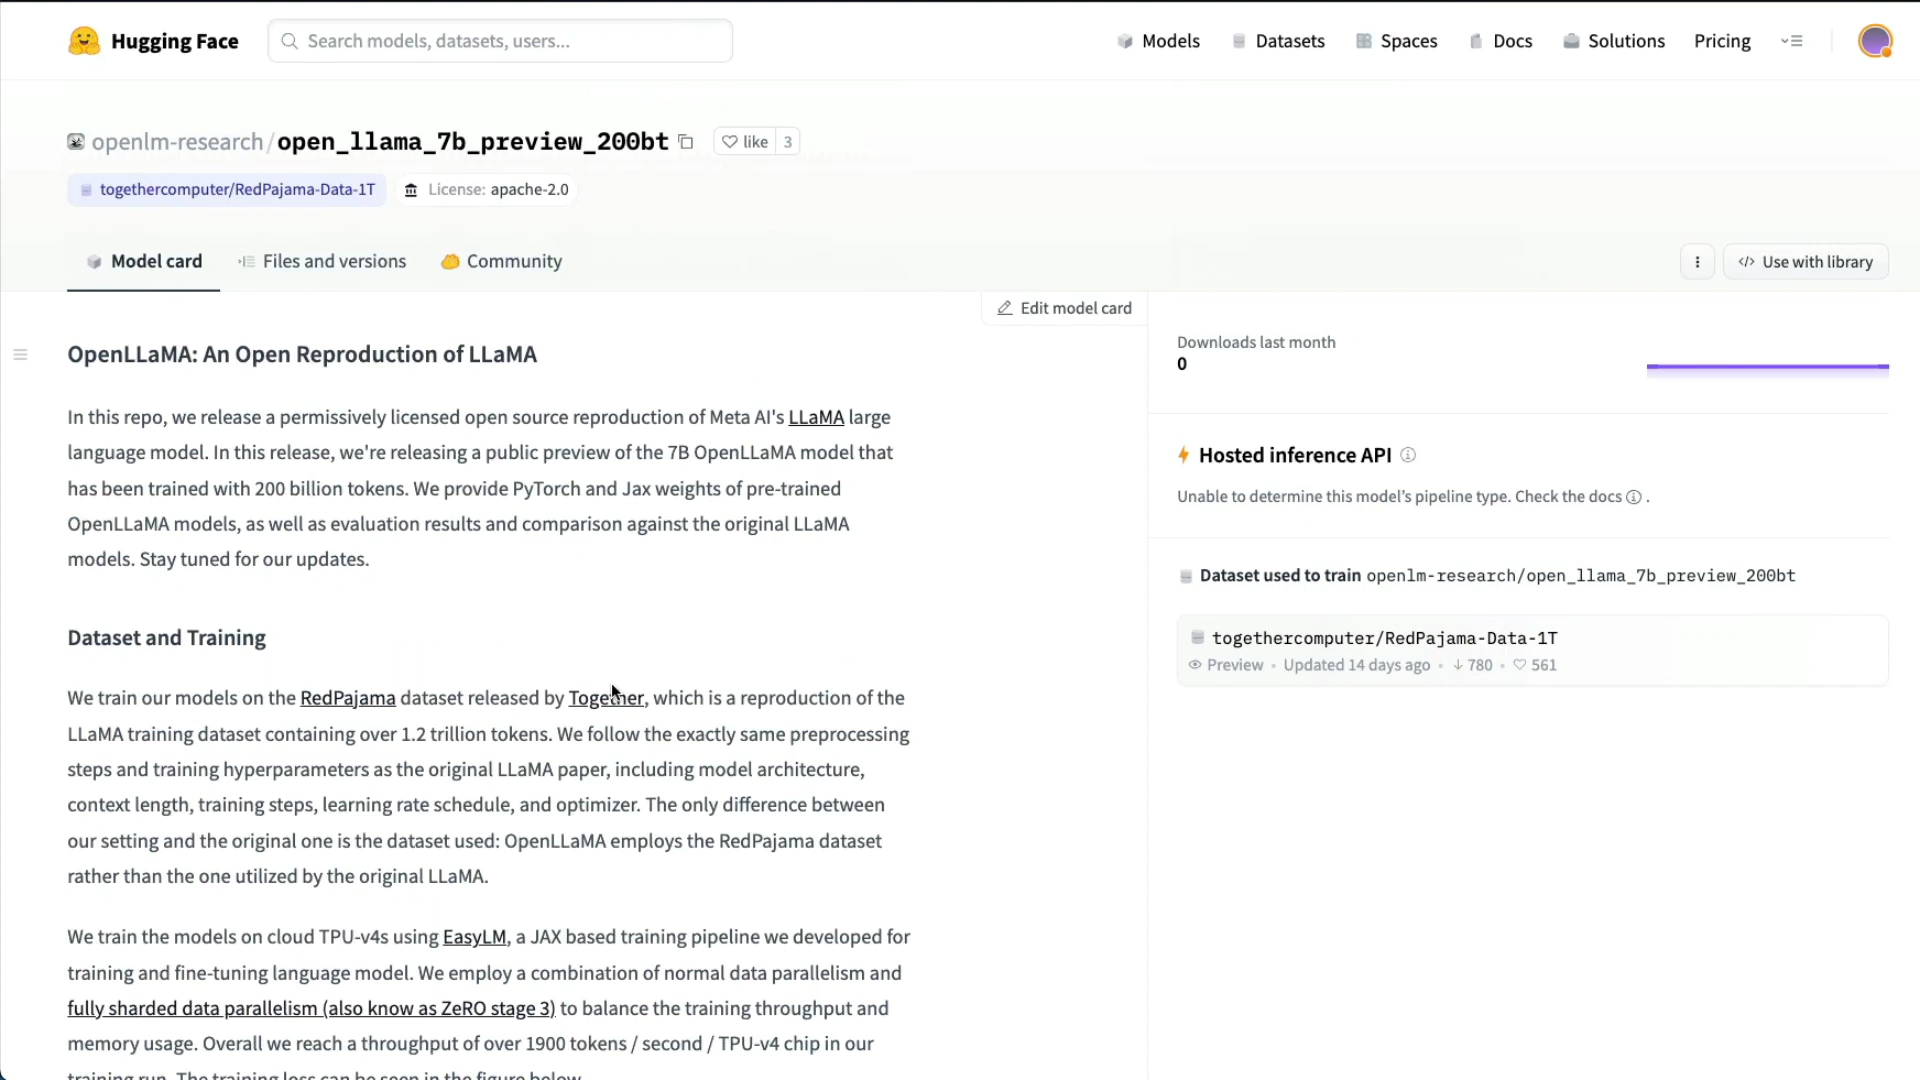 Hugging Face
Search models, datasets, users...
Models
Datasets
Spaces
Docs
Solutions
Pricing
openlm-research/open_llama_7b_preview_200bt
like 3
togethercomputer/RedPajama-Data-1T
License: apache-2.0
Model card
Files and versions
Community
Use with library
Edit model card
OpenLLaMA: An Open Reproduction of LLaMA
In this repo, we release a permissively licensed open source reproduction of Meta AI's LLaMA large
language model. In this release, we're releasing a public preview of the 7B OpenLLaMA model that
has been trained with 200 billion tokens. We provide PyTorch and Jax weights of pre-trained
OpenLLaMA models, as well as evaluation results and comparison against the original LLaMA
models. Stay tuned for our updates.
Dataset and Training
We train our models on the RedPajama dataset released by Together, which is a reproduction of the
LLaMA training dataset containing over 1.2 trillion tokens. We follow the exactly same preprocessing
steps and training hyperparameters as the original LLaMA paper, including model architecture,
context length, training steps, learning rate schedule, and optimizer. The only difference between
our setting and the original one is the dataset used: OpenLLaMA employs the RedPajama dataset
rather than the one utilized by the original LLaMA.
We train the models on cloud TPU-v4s using EasyLM, a JAX based training pipeline we developed for
training and fine-tuning language model. We employ a combination of normal data parallelism and
fully sharded data parallelism (also know as ZeRO stage 3) to balance the training throughput and
memory usage. Overall we reach a throughput of over 1900 tokens / second / TPU-v4 chip in our
training run. The training loss can be seen in the figure below.
Downloads last month
0
Hosted inference API
Unable to determine this model’s pipeline type. Check the docs .
Dataset used to train openlm-research/open_llama_7b_preview_200bt
togethercomputer/RedPajama-Data-1T
Preview • Updated 14 days ago • ↓ 780 • ♡ 561